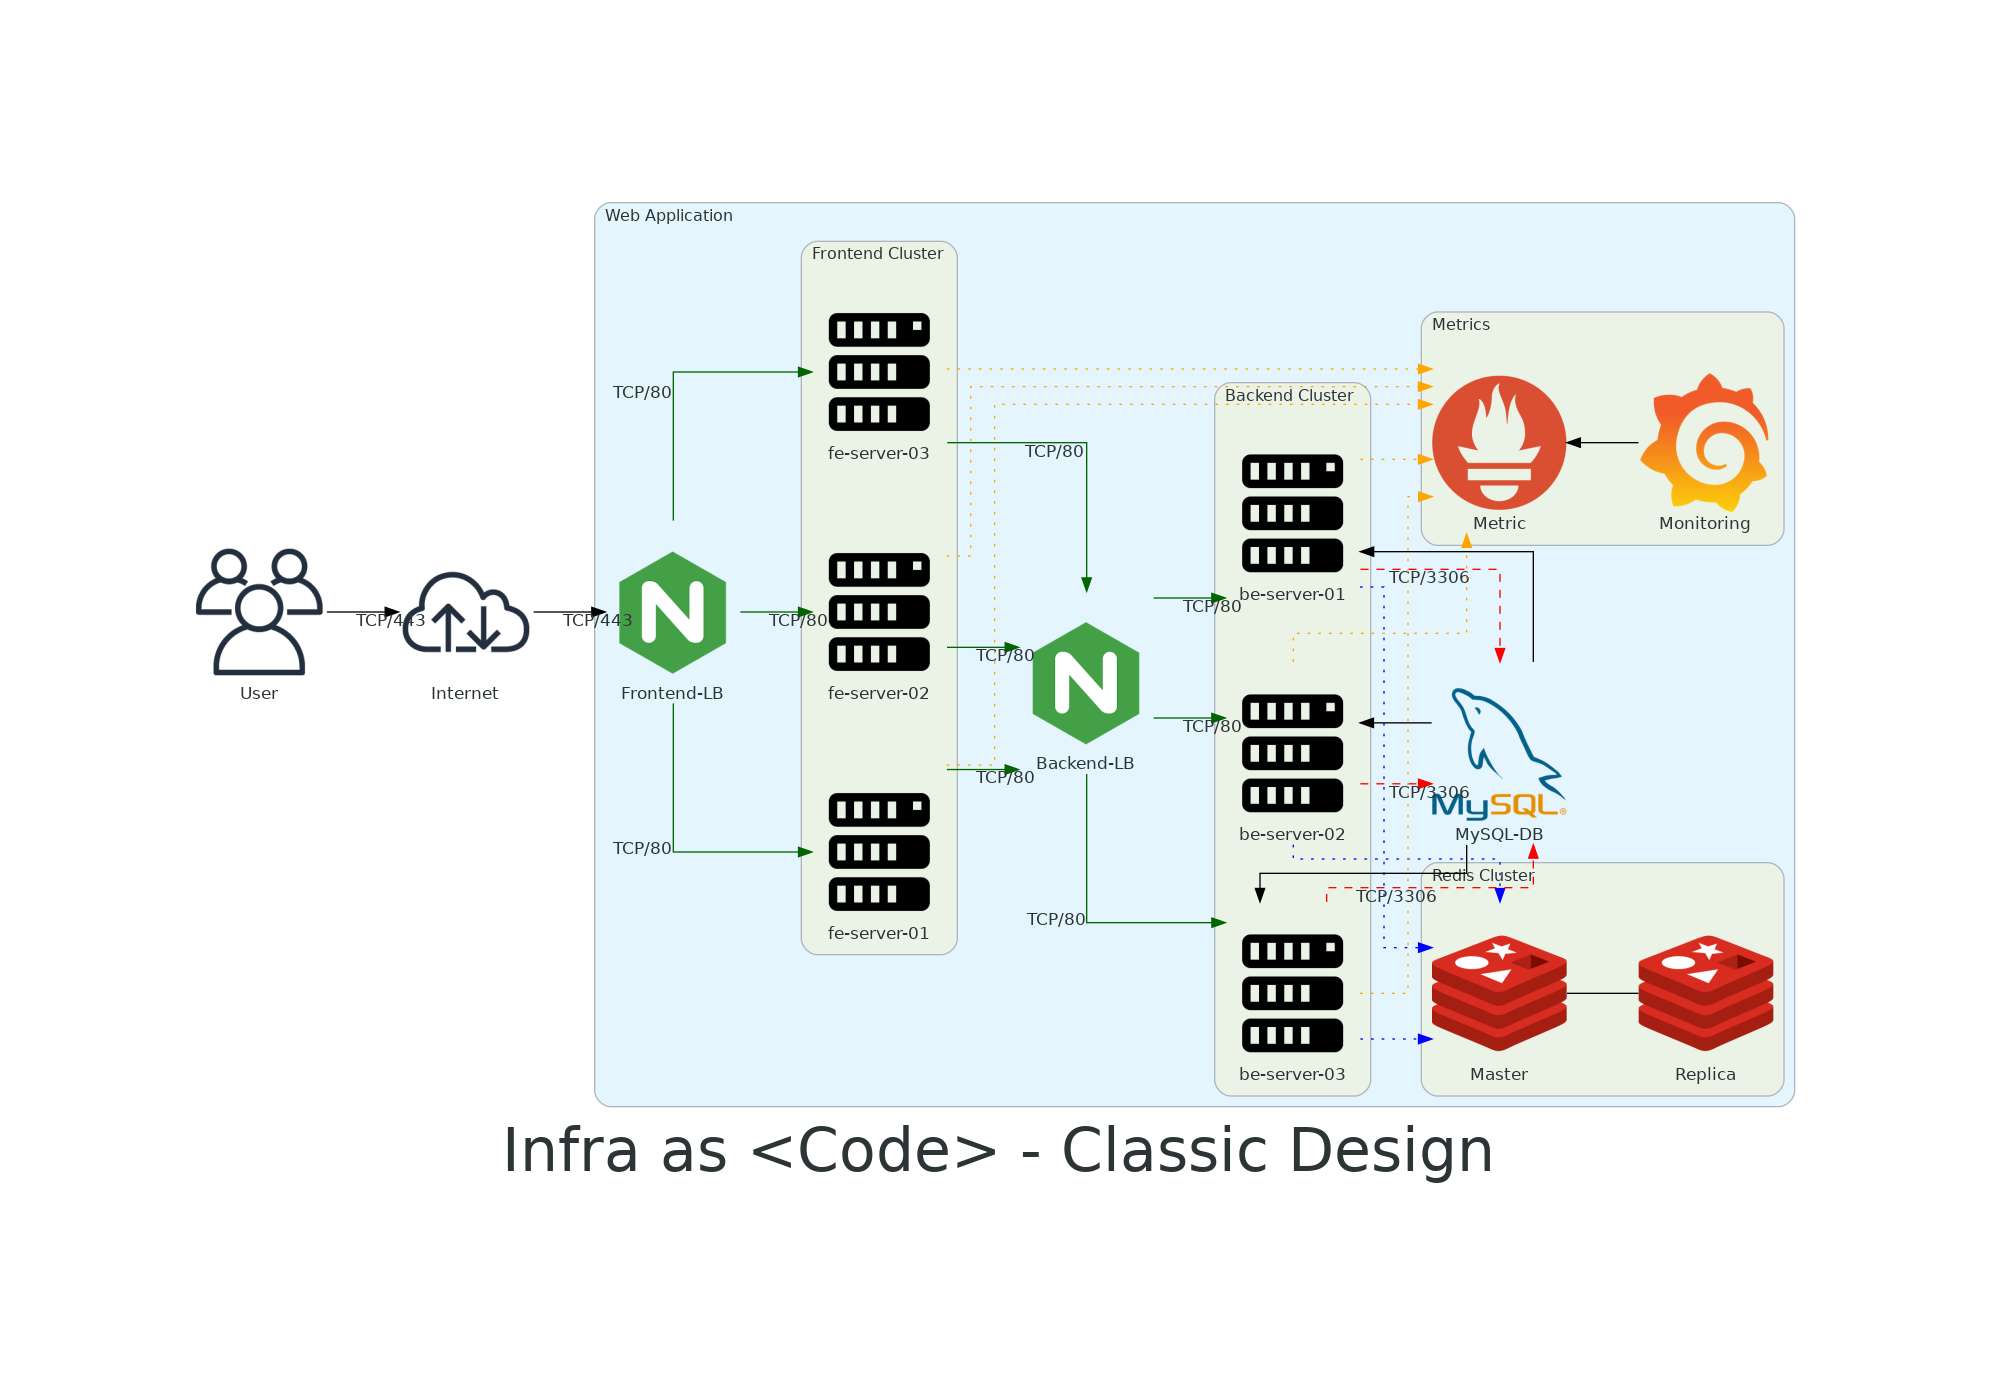 Web Application
Frontend Cluster
Metrics
TCP/80
Backend Cluster
fe-server-03
TCP/80
Metric
Monitoring
TCP/3306
be-server-01
TCP/80
TCP/443
TCP/443
TCP/80
TCP/80
User
Internet
Frontend-LB
fe-server-02
TCP/80
Backend-LB
TCP/80
TCP/3306
MySQL®
be-server-02
MySQL-DB
TCP/80
Redis Cluster
TCP/3306
TCP/80
fe-server-01
be-server-03
Master
Replica
Infra as <Code> - Classic Design